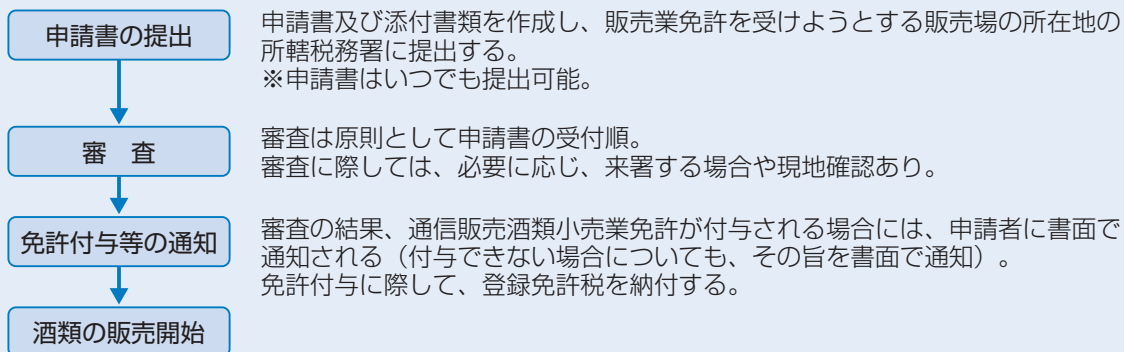 申請書の提出
申請書及び添付書類を作成し、販売業免許を受けようとする販売場の所在地の
所轄税務署に提出する。
※申請書はいつでも提出可能。
審　査
審査は原則として申請書の受付順。
審査に際しては、必要に応じ、来署する場合や現地確認あり。
免許付与等の通知
審査の結果、通信販売酒類小売業免許が付与される場合には、申請者に書面で
通知される（付与できない場合についても、その旨を書面で通知）。
免許付与に際して、登録免許税を納付する。
酒類の販売開始